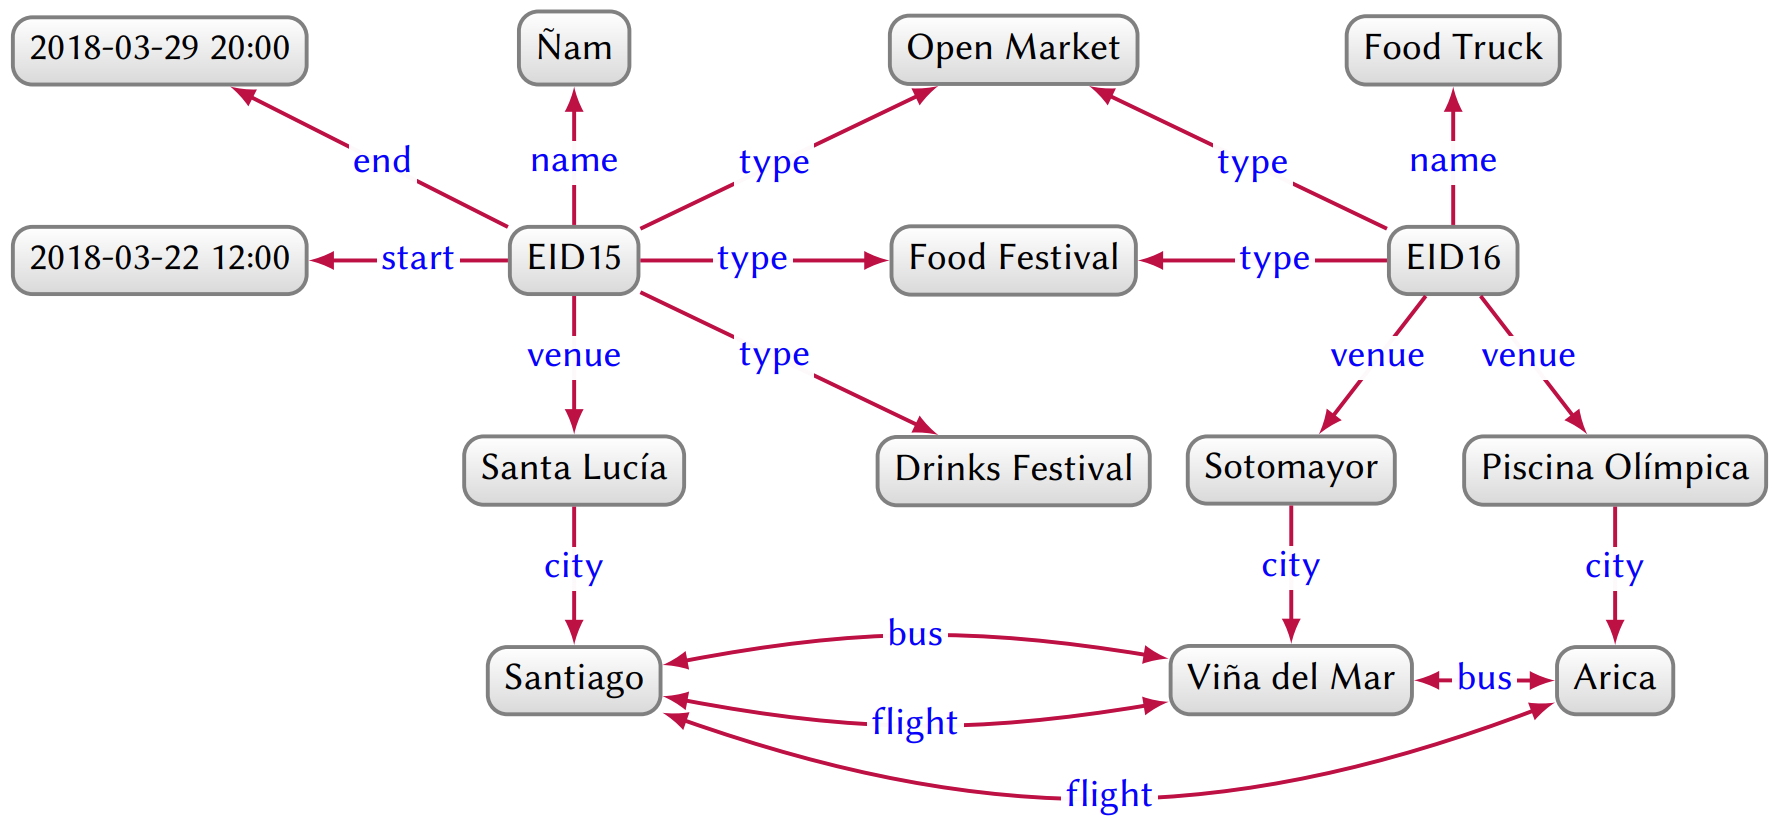 2018-03-29 20:00
Ñam
Open Market
Food Truck
end
name
type
type
name
2018-03-22 12:00
start
EID15
type
Food Festival
type
EID16
venue
type
venue
venue
Santa Lucía
Drinks Festival
Sotomayor
Piscina Olímpica
city
city
city
bus
Santiago
Viña del Mar
bus
Arica
flight
flight